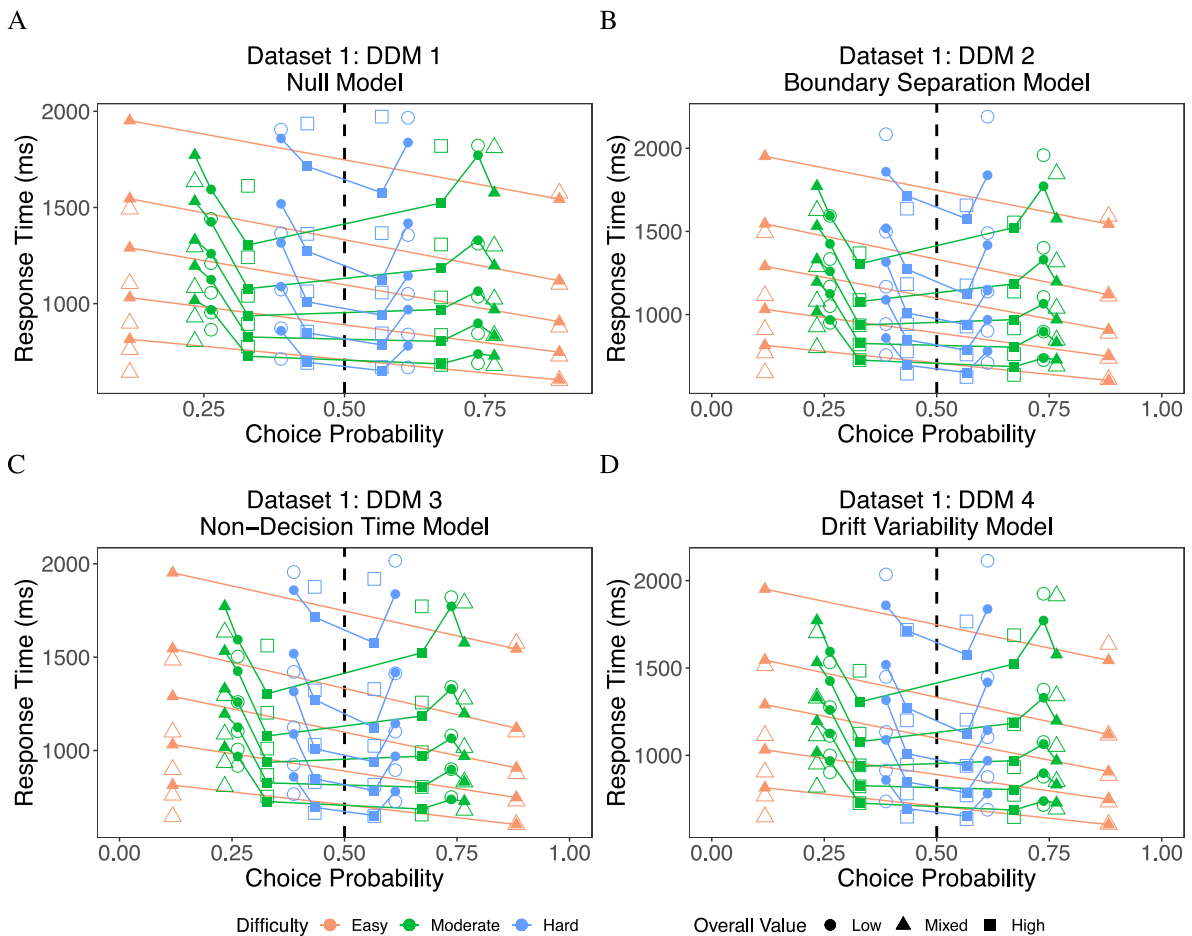 A
Dataset 1: DDM 1
Null Model
Response Time (ms)
2000
1500
1000
0.25
0.50
0.75
Choice Probability
B
Dataset 1: DDM 2
Boundary Separation Model
Response Time (ms)
2000
1500
1000
0.00
0.25
0.50
0.75
1.00
Choice Probability
C
Dataset 1: DDM 3
Non−Decision Time Model
Response Time (ms)
2000
1500
1000
0.00
0.25
0.50
0.75
1.00
Choice Probability
D
Dataset 1: DDM 4
Drift Variability Model
Response Time (ms)
2000
1500
1000
0.00
0.25
0.50
0.75
1.00
Choice Probability
Difficulty Easy Moderate Hard
Overall Value Low Mixed High